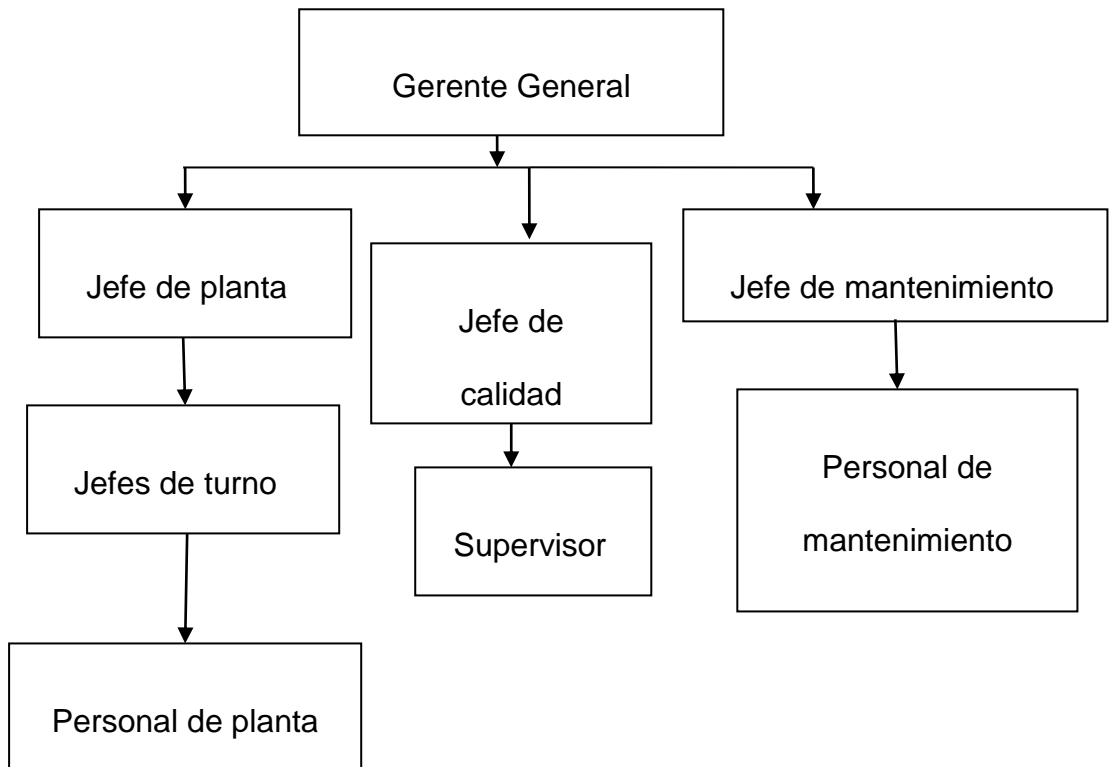 Gerente General
Jefe de planta
Jefe de
calidad
Jefe de mantenimiento
Jefes de turno
Supervisor
Personal de
mantenimiento
Personal de planta